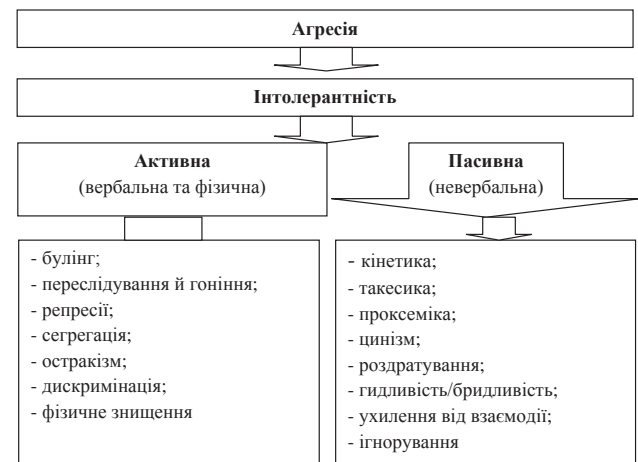 Агресія
Інтолерантність
Активна
(вербальна та фізична)
Пасивна
(невербальна)
- булінг;
- переслідування й гоніння;
- репресії;
- сегрегація;
- остракізм;
- дискримінація;
- фізичне знищення
- кінетика;
- такесика;
- проксеміка;
- цинізм;
- роздратування;
- гидливість/бридливість;
- ухилення від взаємодії;
- ігнорування